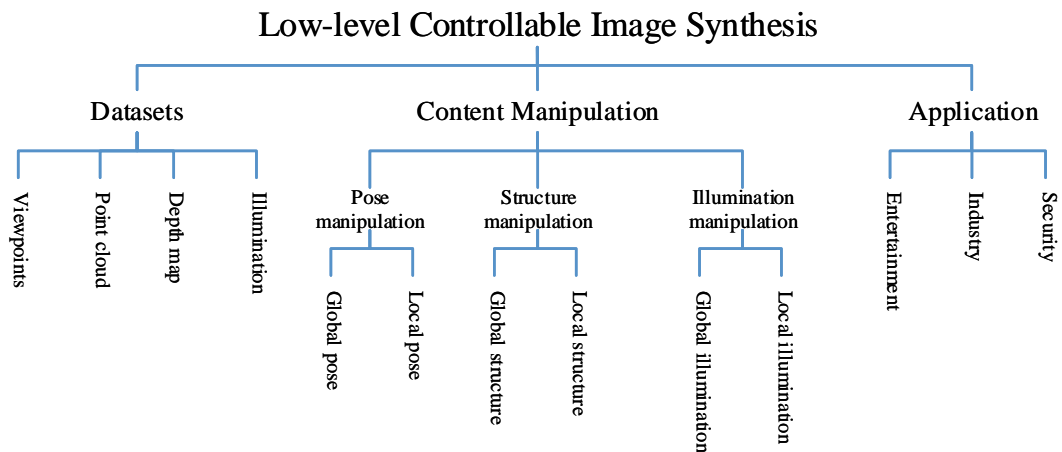 Low-level Controllable Image Synthesis
Datasets
Content Manipulation
Application
Viewpoints
Point cloud
Depth map
Illumination
Pose
manipulation
Structure
manipulation
Illumination
manipulation
Entertainment
Industry
Security
Global pose
Local pose
Global structure
Local structure
Global illumination
Local illumination